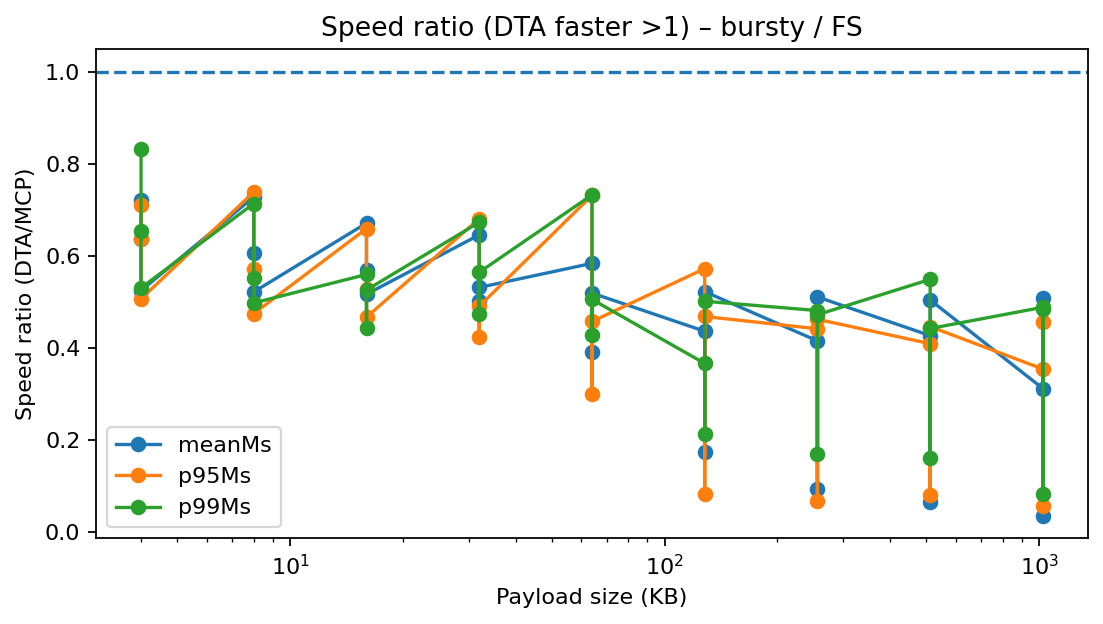 Speed ratio (DTA faster >1) – bursty / FS
Speed ratio (DTA/MCP)
1.0
0.8
0.6
0.4
0.2
0.0
meanMs
p95Ms
p99Ms
10¹
10²
10³
Payload size (KB)